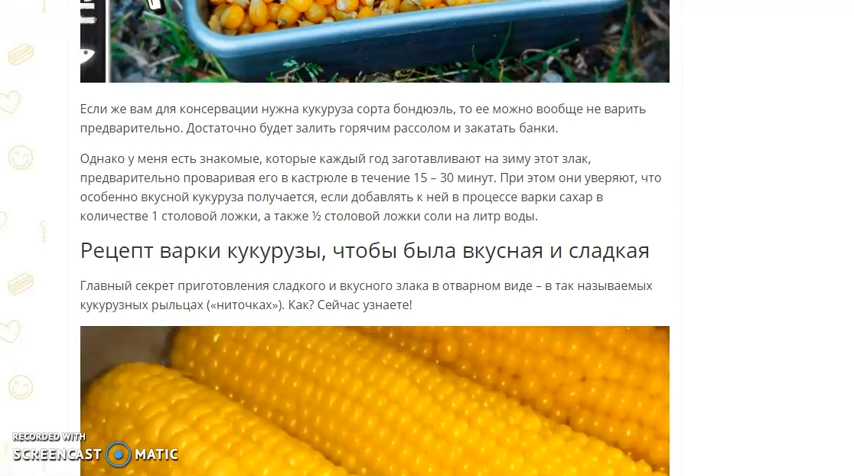 Если же вам для консервации нужна кукуруза сорта бондюэль, то ее можно вообще не варить
предварительно. Достаточно будет залить горячим рассолом и закатать банки.
Однако у меня есть знакомые, которые каждый год заготавливают на зиму этот злак,
предварительно проваривая его в кастрюле в течение 15 – 30 минут. При этом они уверяют, что
особенно вкусной кукуруза получается, если добавлять к ней в процессе варки сахар в
количестве 1 столовой ложки, а также ½ столовой ложки соли на литр воды.
Рецепт варки кукурузы, чтобы была вкусная и сладкая
Главный секрет приготовления сладкого и вкусного злака в отварном виде – в так называемых
кукурузных рыльцах («ниточках»). Как? Сейчас узнаете!
RECORDED WITH
SCREENCAST MATIC